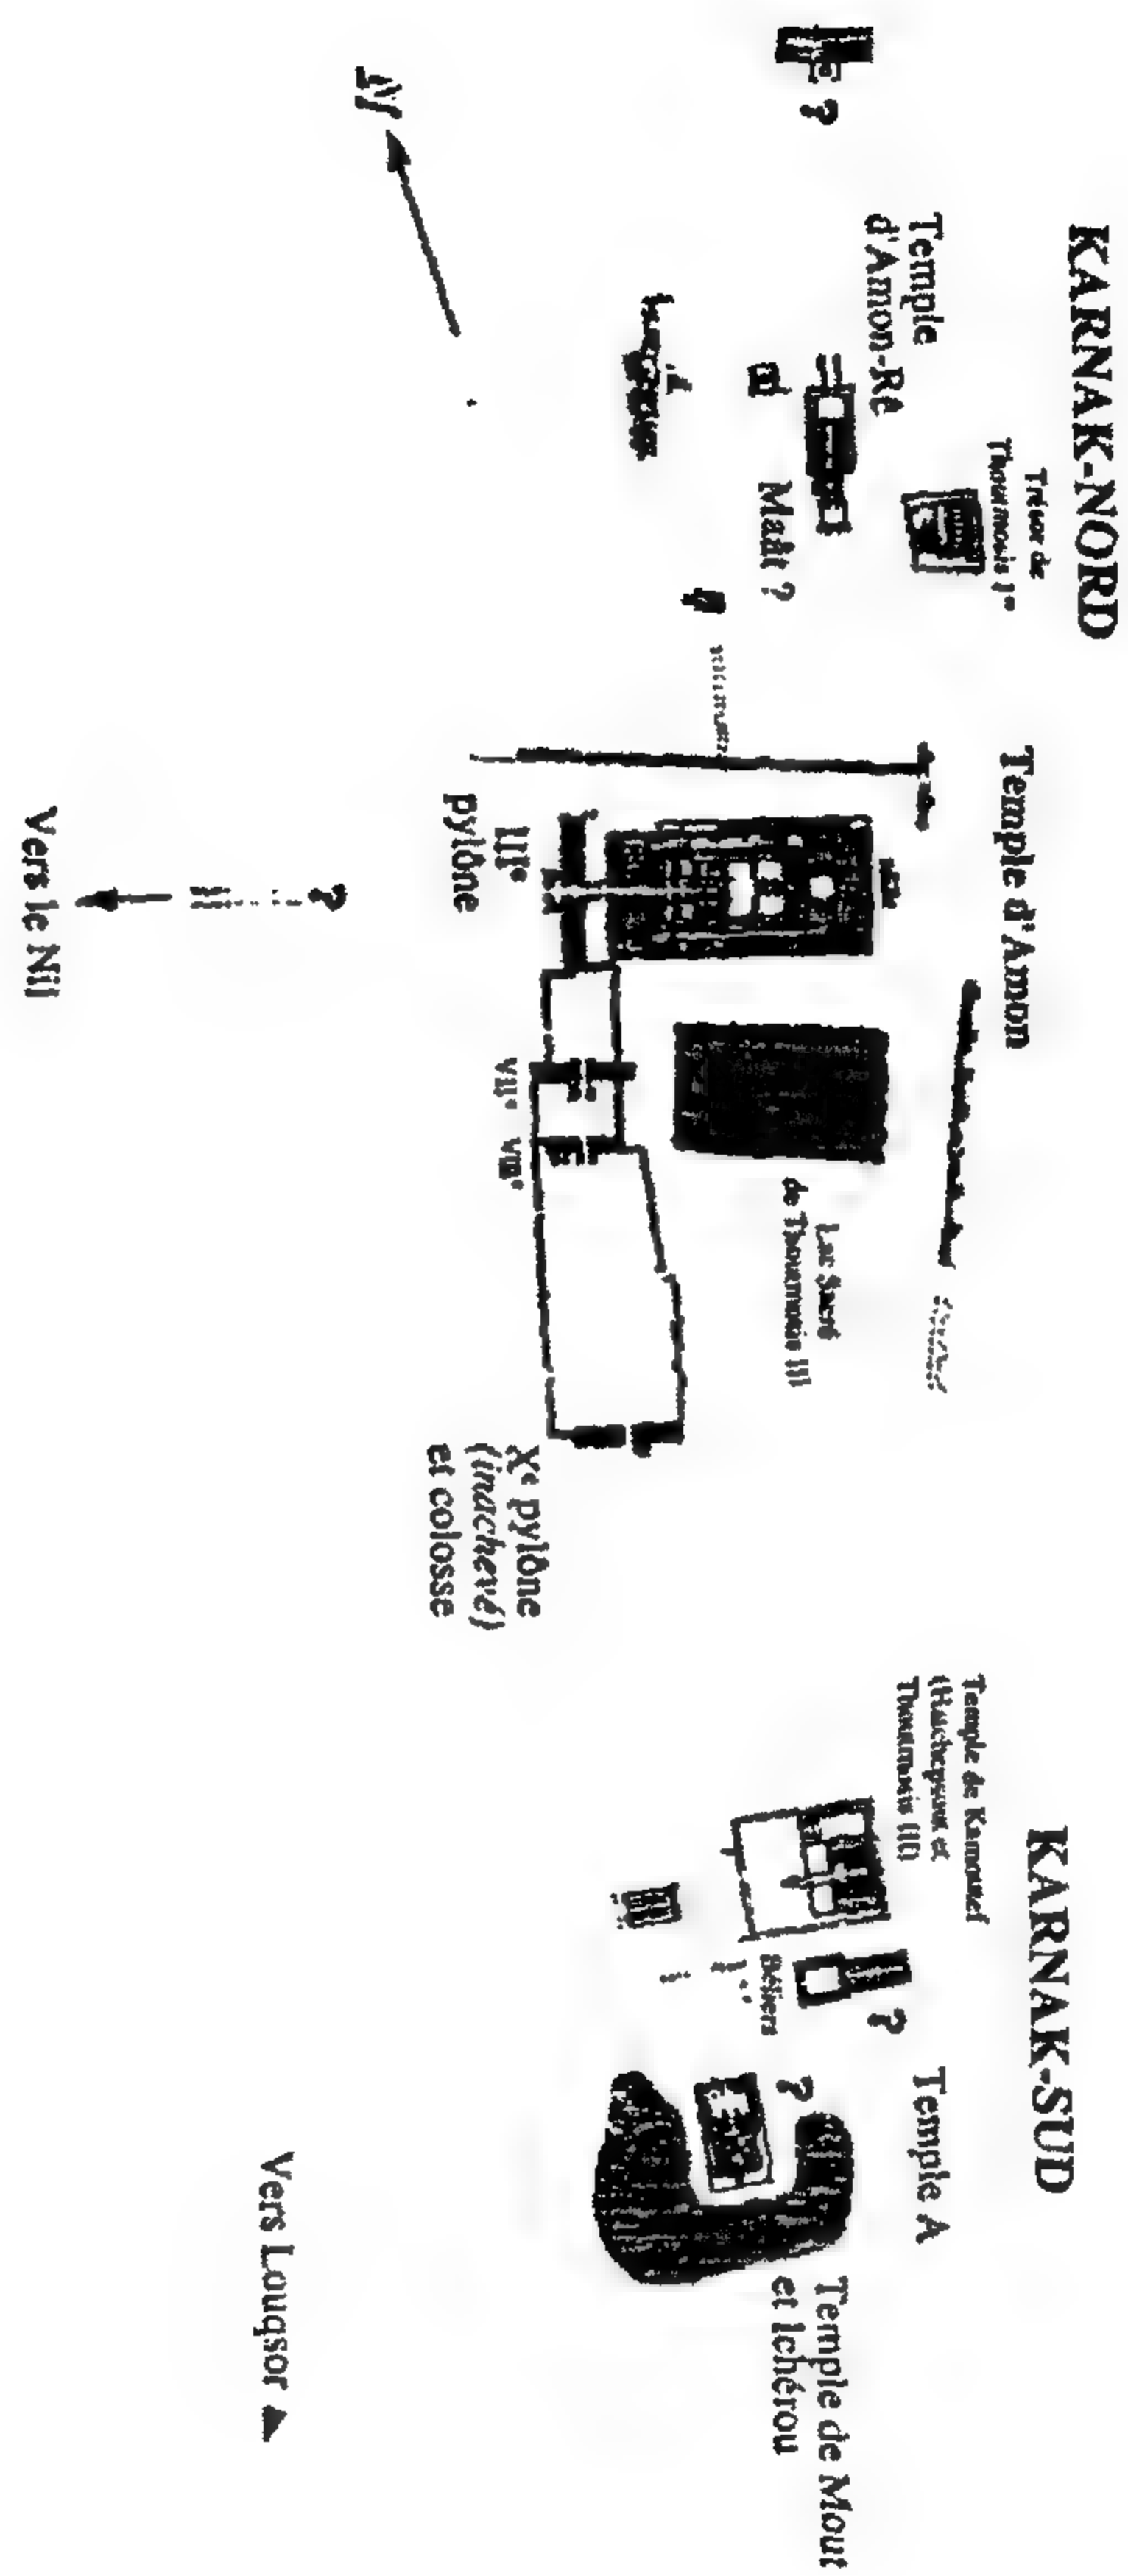 KARNAK-NORD
Temple
d'Amon-Rê
Trésor de
Thoutmosis Iᵉʳ
?
Maât ?
N
Temple d'Amon
IIIᵉ
pylône
VIIᵉ
VIIIᵉ
Lac Sacré
de Thoutmosis III
Xᵉ pylône
(inachevé)
et colosse
?
Vers le Nil
KARNAK-SUD
Temple de Kamoutef
(Hatchepsout et
Thoutmosis III)
Béliers
?
Temple A
?
Temple de Mout
et Ichérou
Vers Louqsor